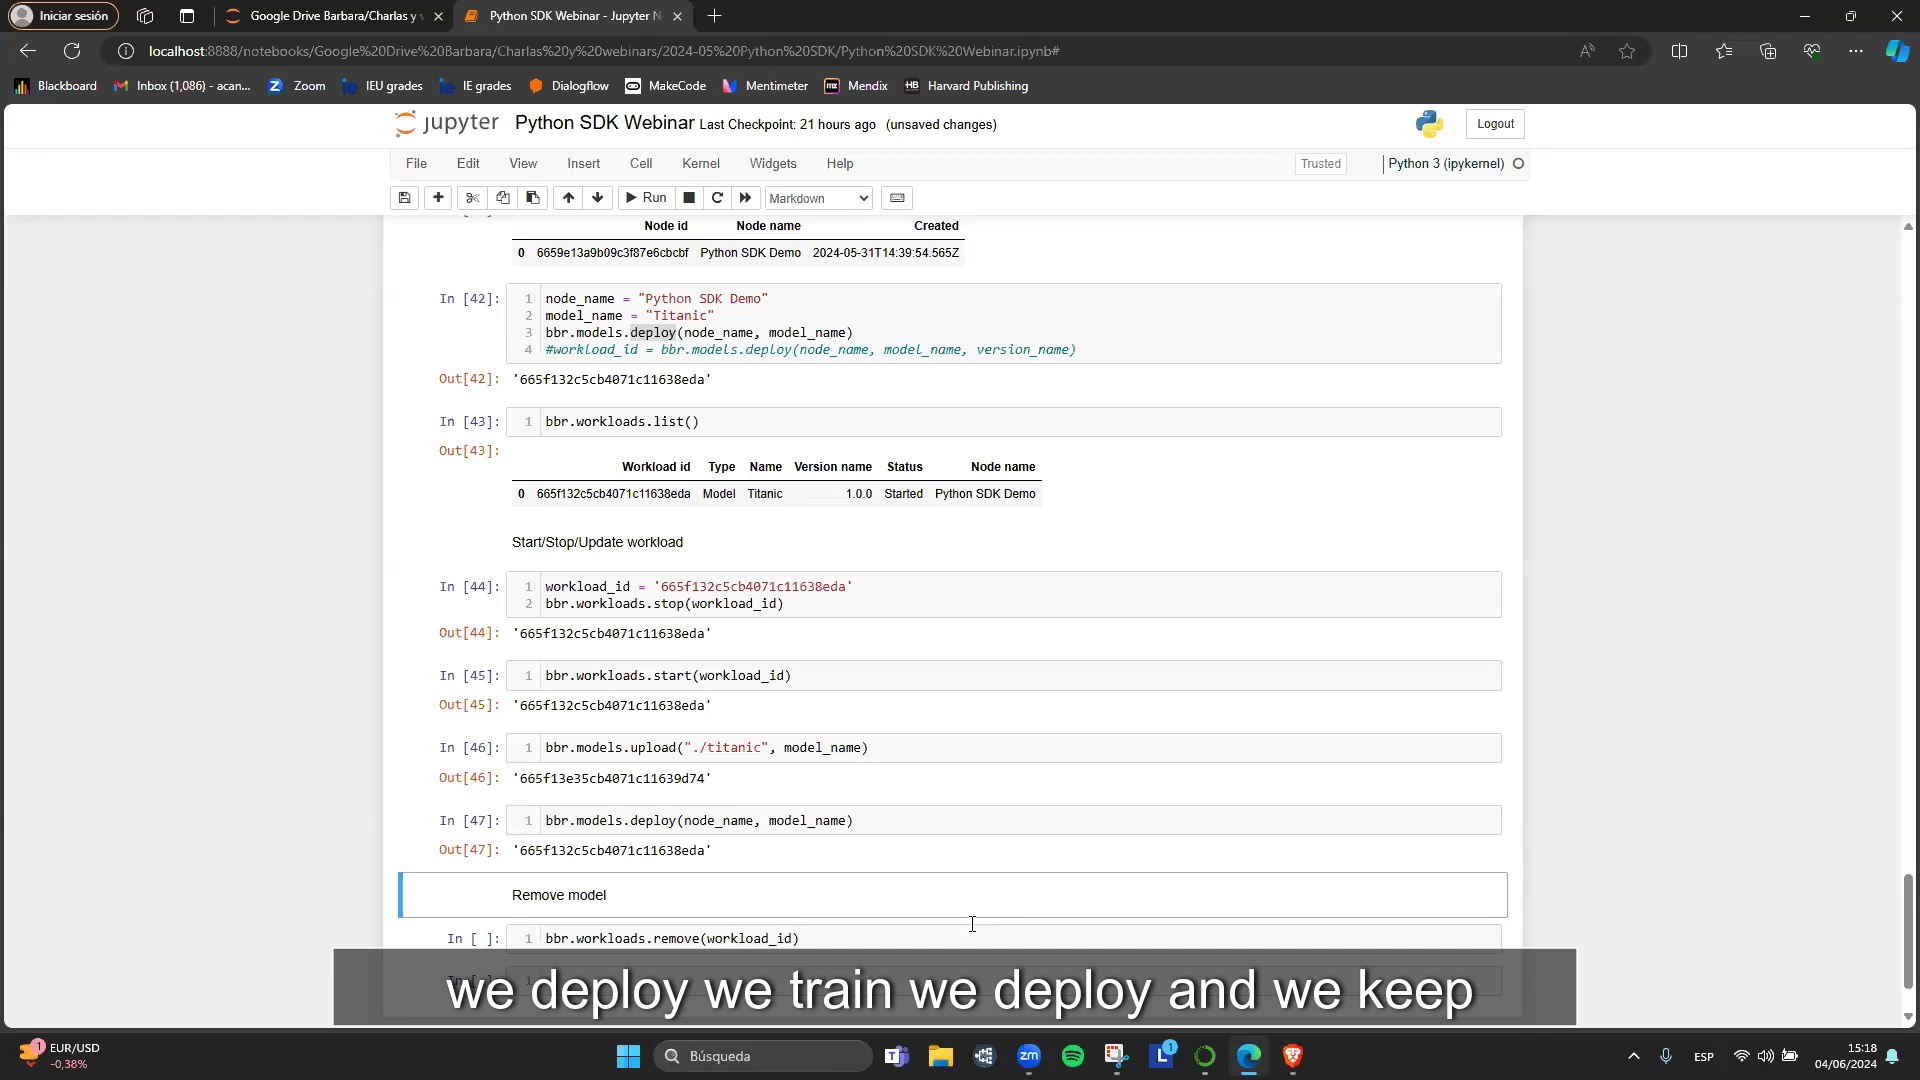 Iniciar sesión
Google Drive Barbara/Charlas y
Python SDK Webinar - Jupyter N
localhost:8888/notebooks/Google%20Drive%20Barbara/Charlas%20y%20webinars/2024-05%20Python%20SDK/Python%20SDK%20Webinar.ipynb#
Blackboard
Inbox (1,086) - acan...
Zoom
IEU grades
IE grades
Dialogflow
MakeCode
Mentimeter
Mendix
HB Harvard Publishing
jupyter Python SDK Webinar Last Checkpoint: 21 hours ago (unsaved changes)
Logout
File Edit View Insert Cell Kernel Widgets Help
Trusted
Python 3 (ipykernel)
Run
Markdown
Node id Node name Created
0 6659e13a9b09c3f87e6cbcbf Python SDK Demo 2024-05-31T14:39:54.565Z
In [42]:
1 node_name = "Python SDK Demo"
2 model_name = "Titanic"
3 bbr.models.deploy(node_name, model_name)
4 #workload_id = bbr.models.deploy(node_name, model_name, version_name)
Out[42]: '665f132c5cb4071c11638eda'
In [43]: 1 bbr.workloads.list()
Out[43]:
Workload id Type Name Version name Status Node name
0 665f132c5cb4071c11638eda Model Titanic 1.0.0 Started Python SDK Demo
Start/Stop/Update workload
In [44]: 1 workload_id = '665f132c5cb4071c11638eda'
2 bbr.workloads.stop(workload_id)
Out[44]: '665f132c5cb4071c11638eda'
In [45]: 1 bbr.workloads.start(workload_id)
Out[45]: '665f132c5cb4071c11638eda'
In [46]: 1 bbr.models.upload("./titanic", model_name)
Out[46]: '665f13e35cb4071c11639d74'
In [47]: 1 bbr.models.deploy(node_name, model_name)
Out[47]: '665f132c5cb4071c11638eda'
Remove model
In [ ]: 1 bbr.workloads.remove(workload_id)
we deploy we train we deploy and we keep
1
EUR/USD
-0,38%
Búsqueda
zm
L
1
ESP
15:18
04/06/2024